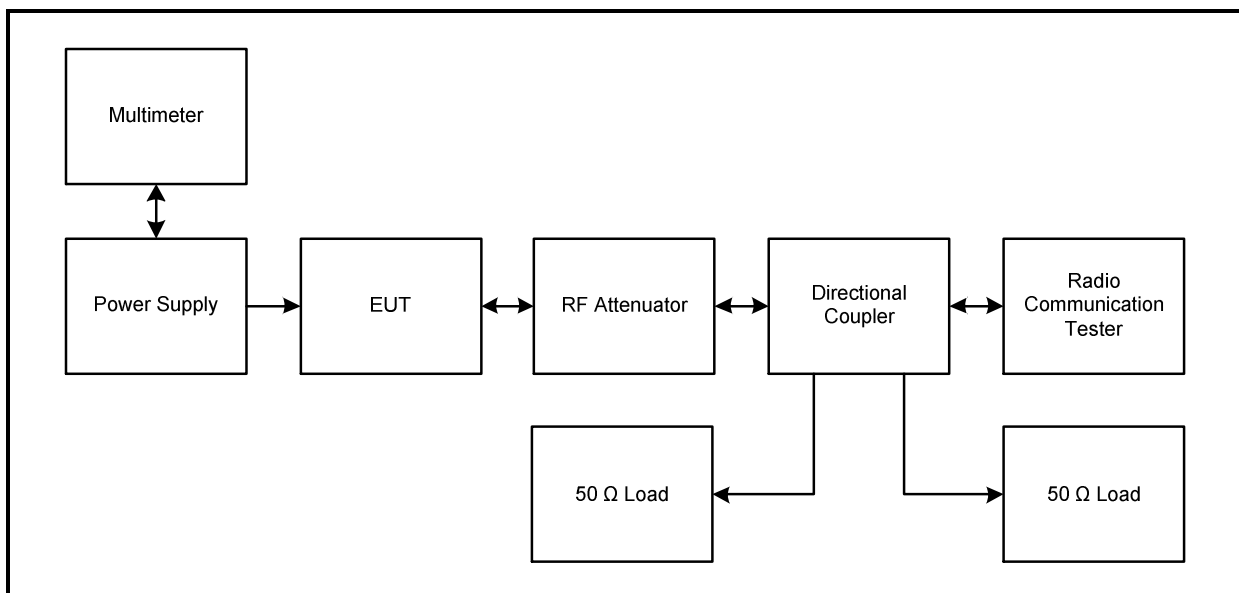 Multimeter
Power Supply
EUT
RF Attenuator
Directional
Coupler
Radio
Communication
Tester
50 Ω Load
50 Ω Load